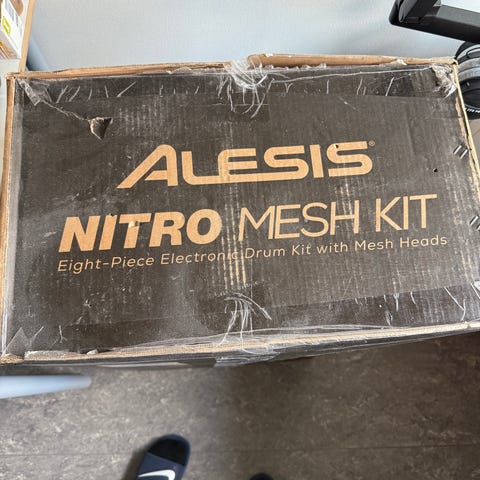 ALESIS®
NITRO MESH KIT
Eight-Piece Electronic Drum Kit with Mesh Heads